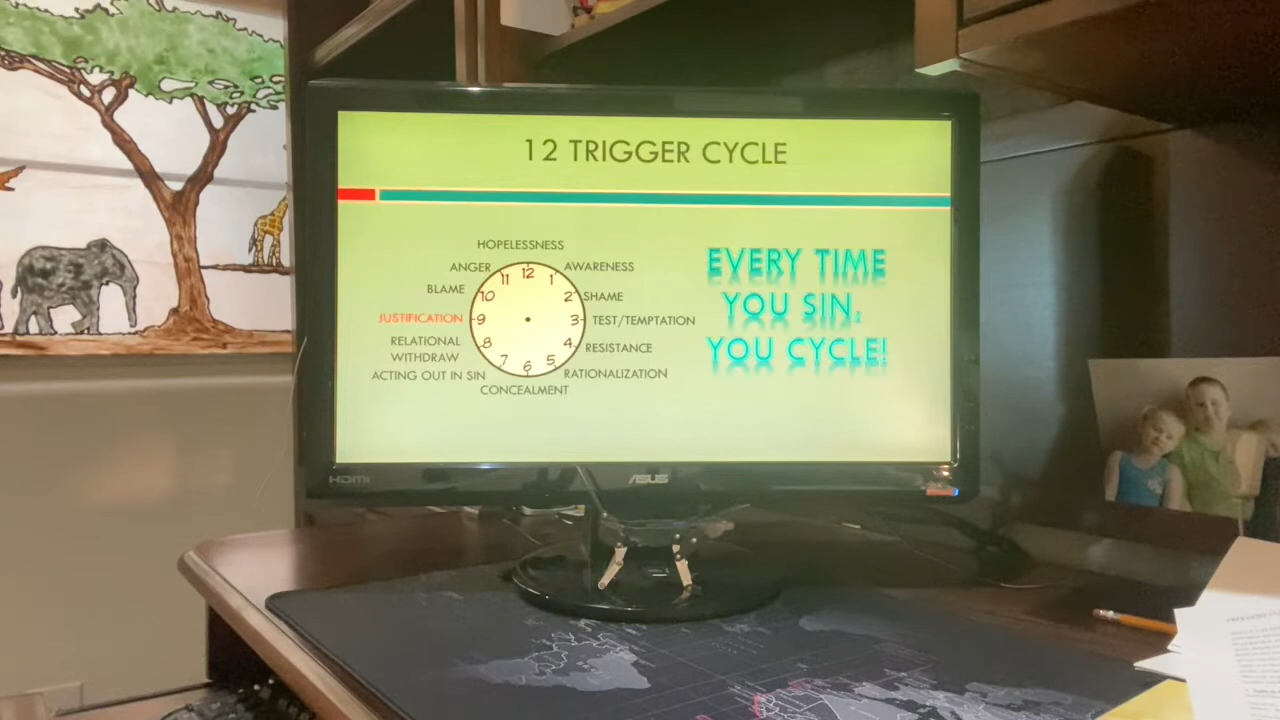 12 TRIGGER CYCLE
HOPELESSNESS
ANGER
AWARENESS
BLAME
SHAME
JUSTIFICATION
TEST/TEMPTATION
RELATIONAL
WITHDRAW
RESISTANCE
ACTING OUT IN SIN
RATIONALIZATION
CONCEALMENT
12
1
2
3
4
5
6
7
8
9
10
11
EVERY TIME
YOU SIN,
YOU CYCLE!
HDMI
ASUS